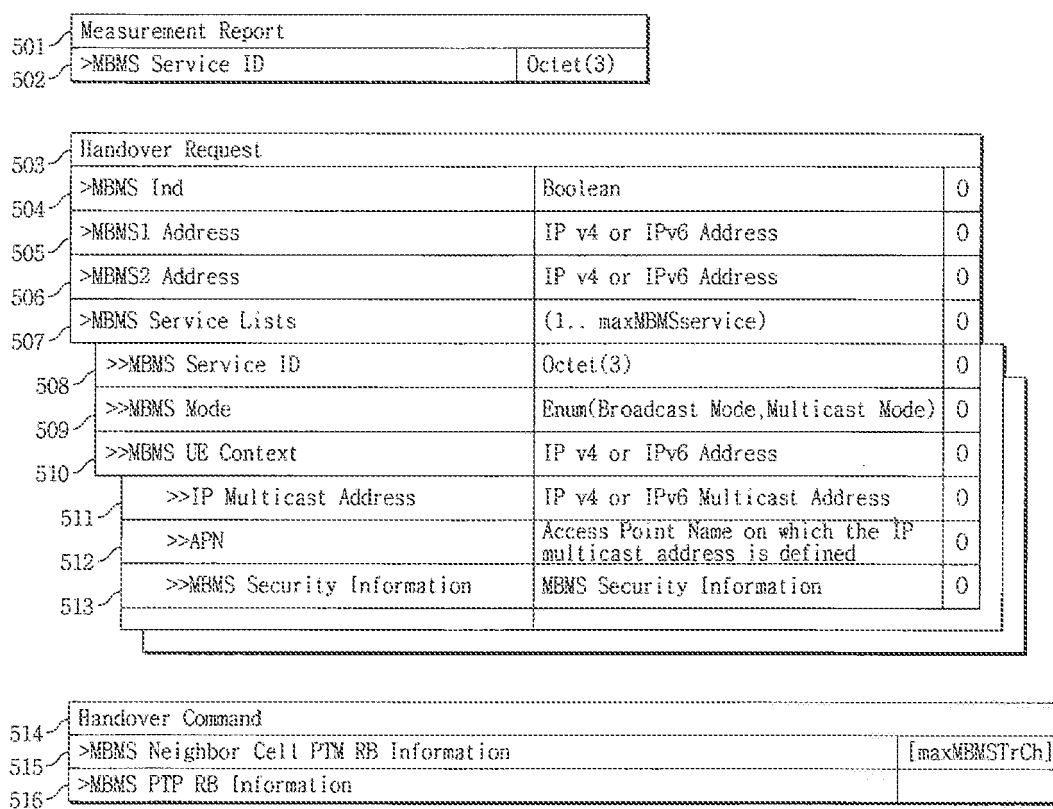 501 Measurement Report
502 >MBMS Service ID Octet(3)
503 Handover Request
504 >MBMS Ind Boolean O
505 >MBMS1 Address IP v4 or IPv6 Address O
506 >MBMS2 Address IP v4 or IPv6 Address O
507 >MBMS Service Lists (1.. maxMBMSservice) O
508 >>MBMS Service ID Octet(3) O
509 >>MBMS Mode Enum(Broadcast Mode,Multicast Mode) O
510 >>MBMS UE Context IP v4 or IPv6 Address O
511 >>IP Multicast Address IP v4 or IPv6 Multicast Address O
512 >>APN Access Point Name on which the IP
multicast address is defined O
513 >>MBMS Security Information MBMS Security Information O
514 Handover Command
515 >MBMS Neighbor Cell PTM RB Information [maxMBMSTrCh]
516 >MBMS PTP RB Information